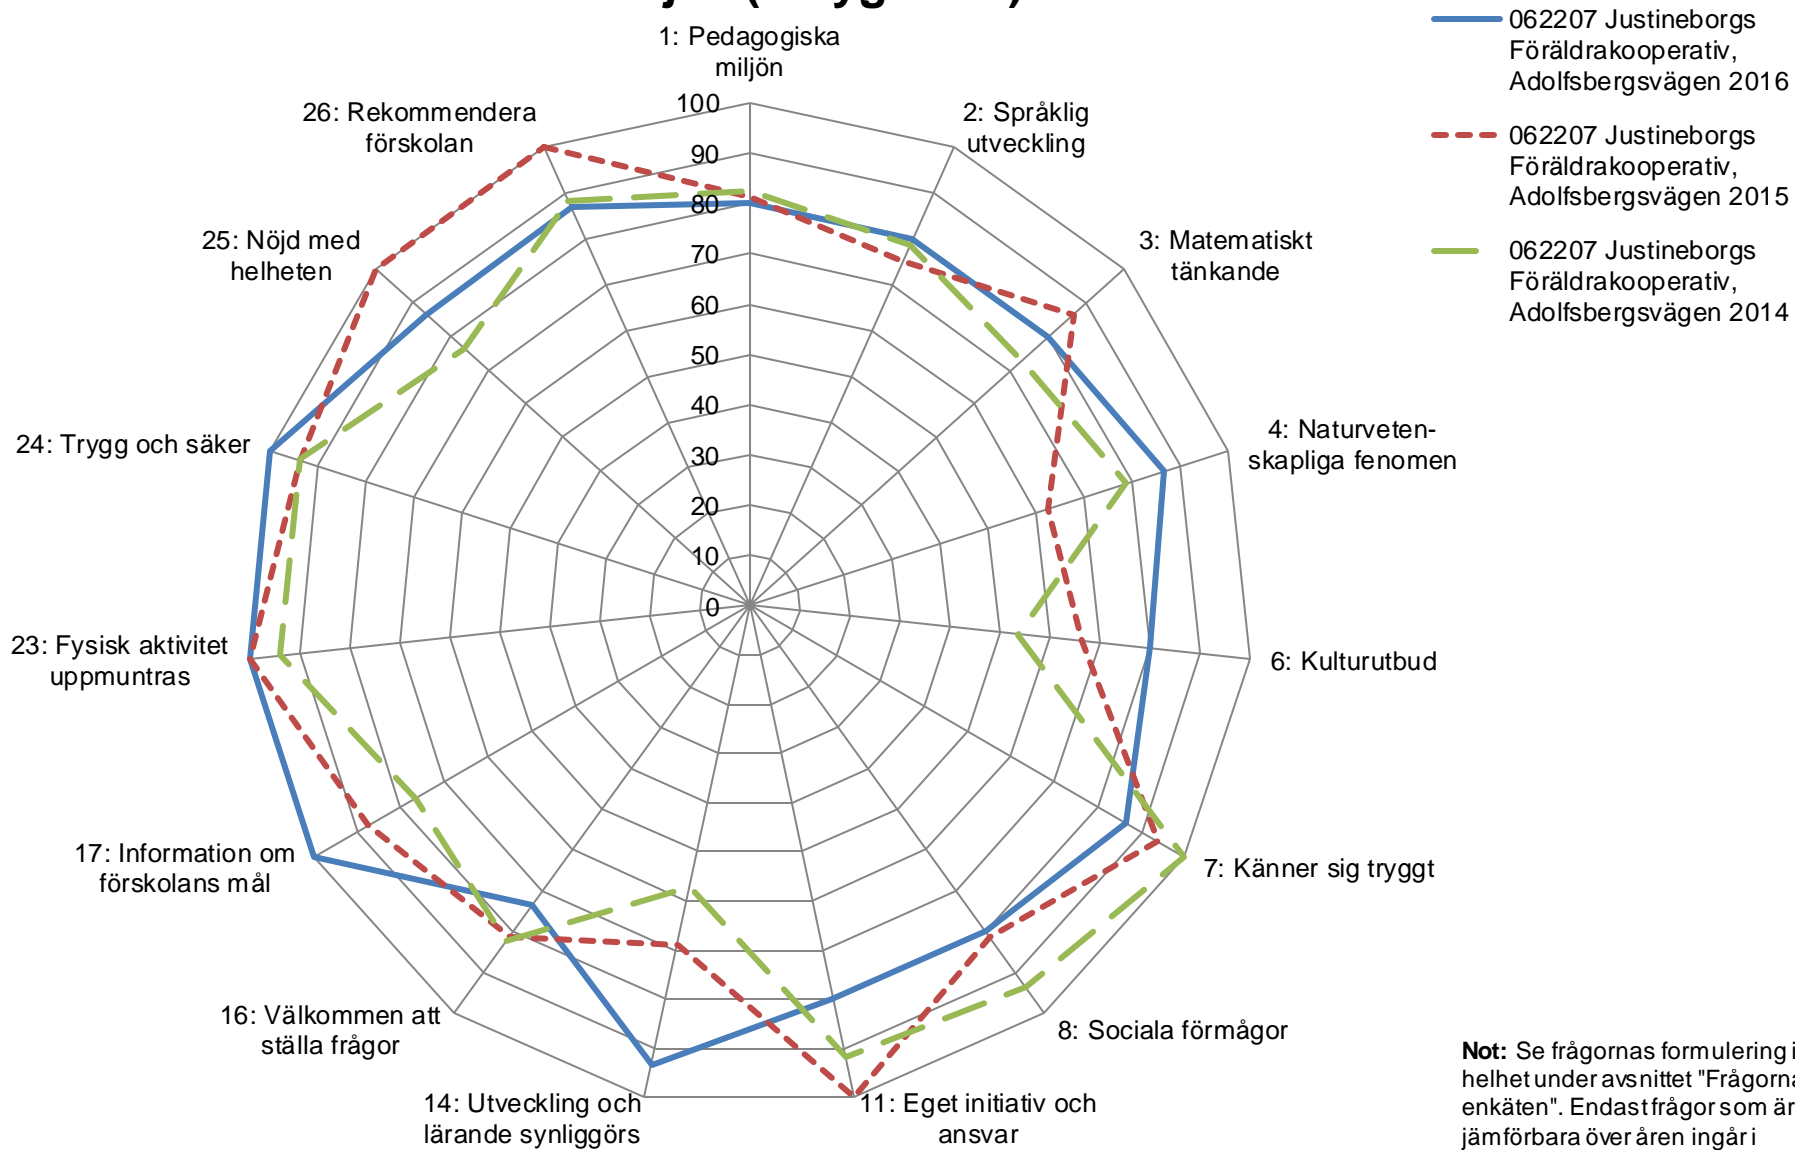 1: Pedagogiska
miljön
2: Språklig
utveckling
3: Matematiskt
tänkande
4: Naturveten-
skapliga fenomen
6: Kulturutbud
7: Känner sig tryggt
8: Sociala förmågor
11: Eget initiativ och
ansvar
14: Utveckling och
lärande synliggörs
16: Välkommen att
ställa frågor
17: Information om
förskolans mål
23: Fysisk aktivitet
uppmuntras
24: Trygg och säker
25: Nöjd med
helheten
26: Rekommendera
förskolan
100
90
80
70
60
50
40
30
20
10
0
062207 Justineborgs
Föräldrakooperativ,
Adolfsbergsvägen 2016
062207 Justineborgs
Föräldrakooperativ,
Adolfsbergsvägen 2015
062207 Justineborgs
Föräldrakooperativ,
Adolfsbergsvägen 2014
Not: Se frågornas formulering i
helhet under avsnittet "Frågorna
enkäten". Endast frågor som är
jämförbara över åren ingår i